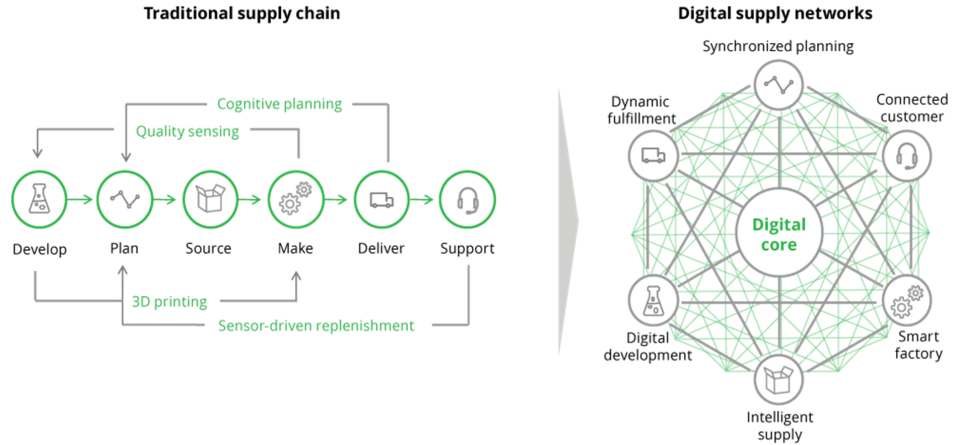 Traditional supply chain
Cognitive planning
Quality sensing
Develop
Plan
Source
Make
Deliver
Support
3D printing
Sensor-driven replenishment
Digital supply networks
Synchronized planning
Dynamic
fulfillment
Connected
customer
Digital
core
Digital
development
Smart
factory
Intelligent
supply